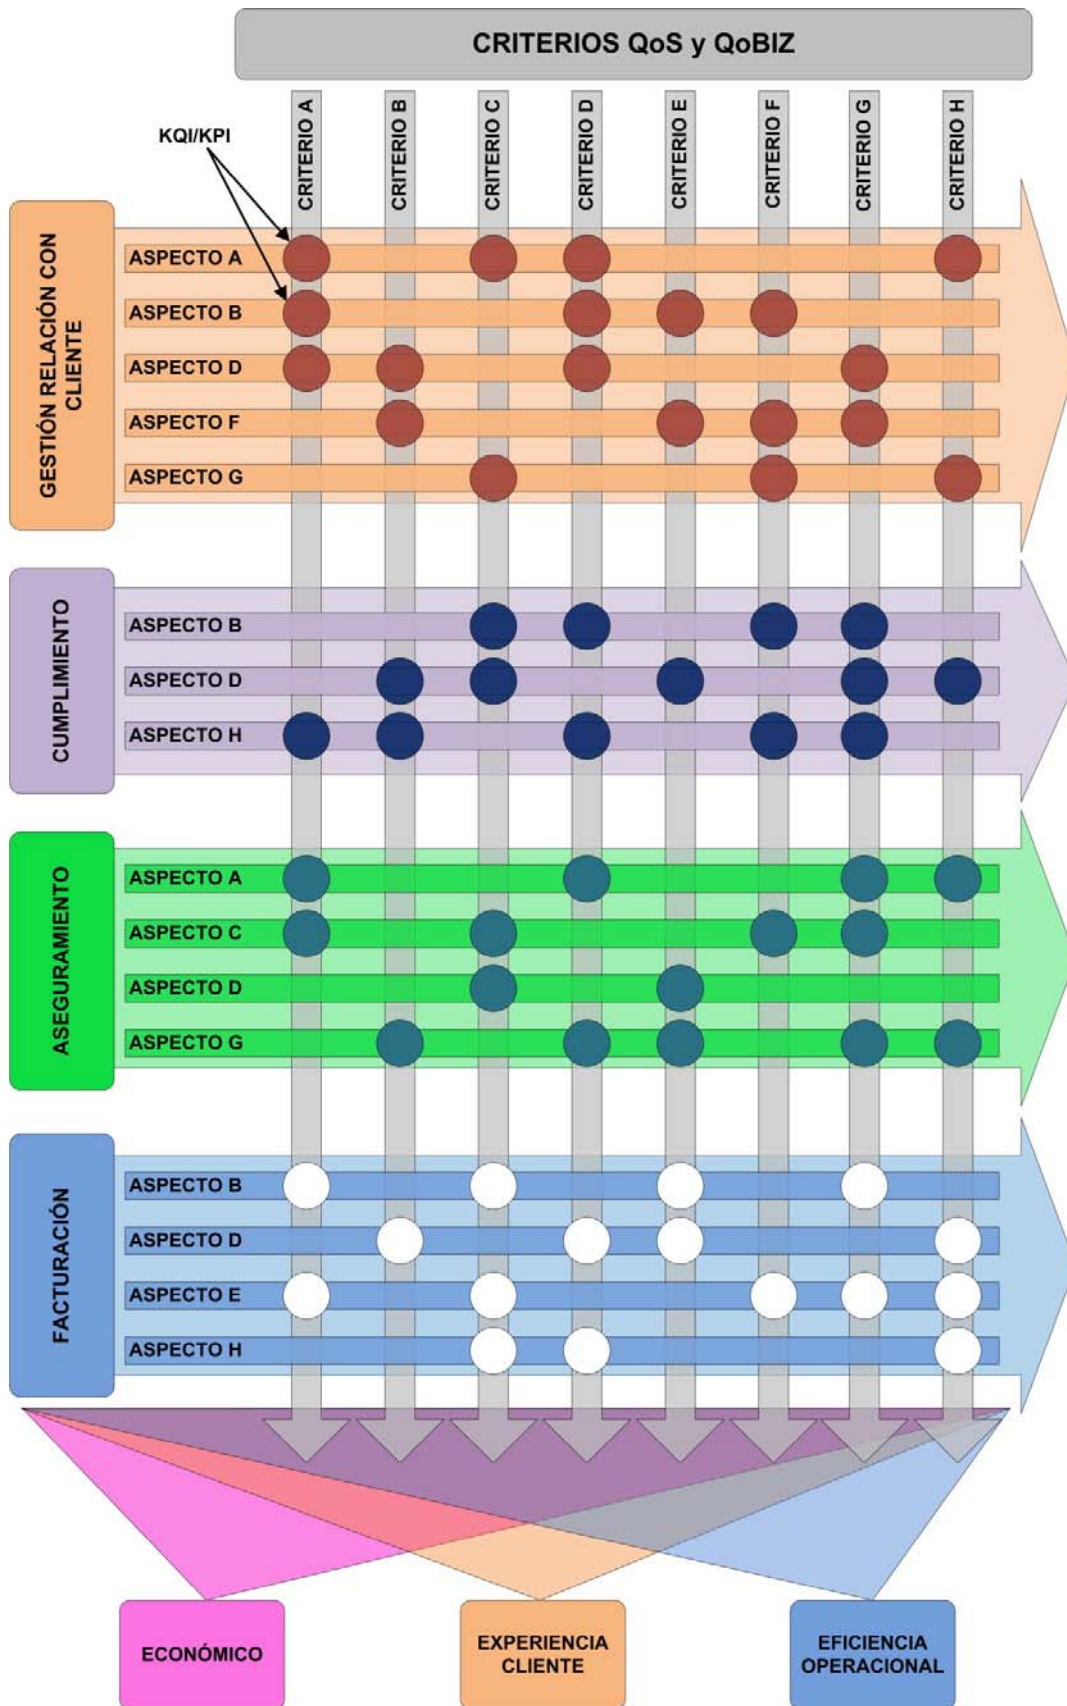 CRITERIOS QoS y QoBIZ
CRITERIO A
CRITERIO B
CRITERIO C
CRITERIO D
CRITERIO E
CRITERIO F
CRITERIO G
CRITERIO H
KQI/KPI
GESTIÓN RELACIÓN CON
CLIENTE
ASPECTO A
ASPECTO B
ASPECTO D
ASPECTO F
ASPECTO G
CUMPLIMIENTO
ASPECTO B
ASPECTO D
ASPECTO H
ASEGURAMIENTO
ASPECTO A
ASPECTO C
ASPECTO D
ASPECTO G
FACTURACIÓN
ASPECTO B
ASPECTO D
ASPECTO E
ASPECTO H
ECONÓMICO
EXPERIENCIA
CLIENTE
EFICIENCIA
OPERACIONAL